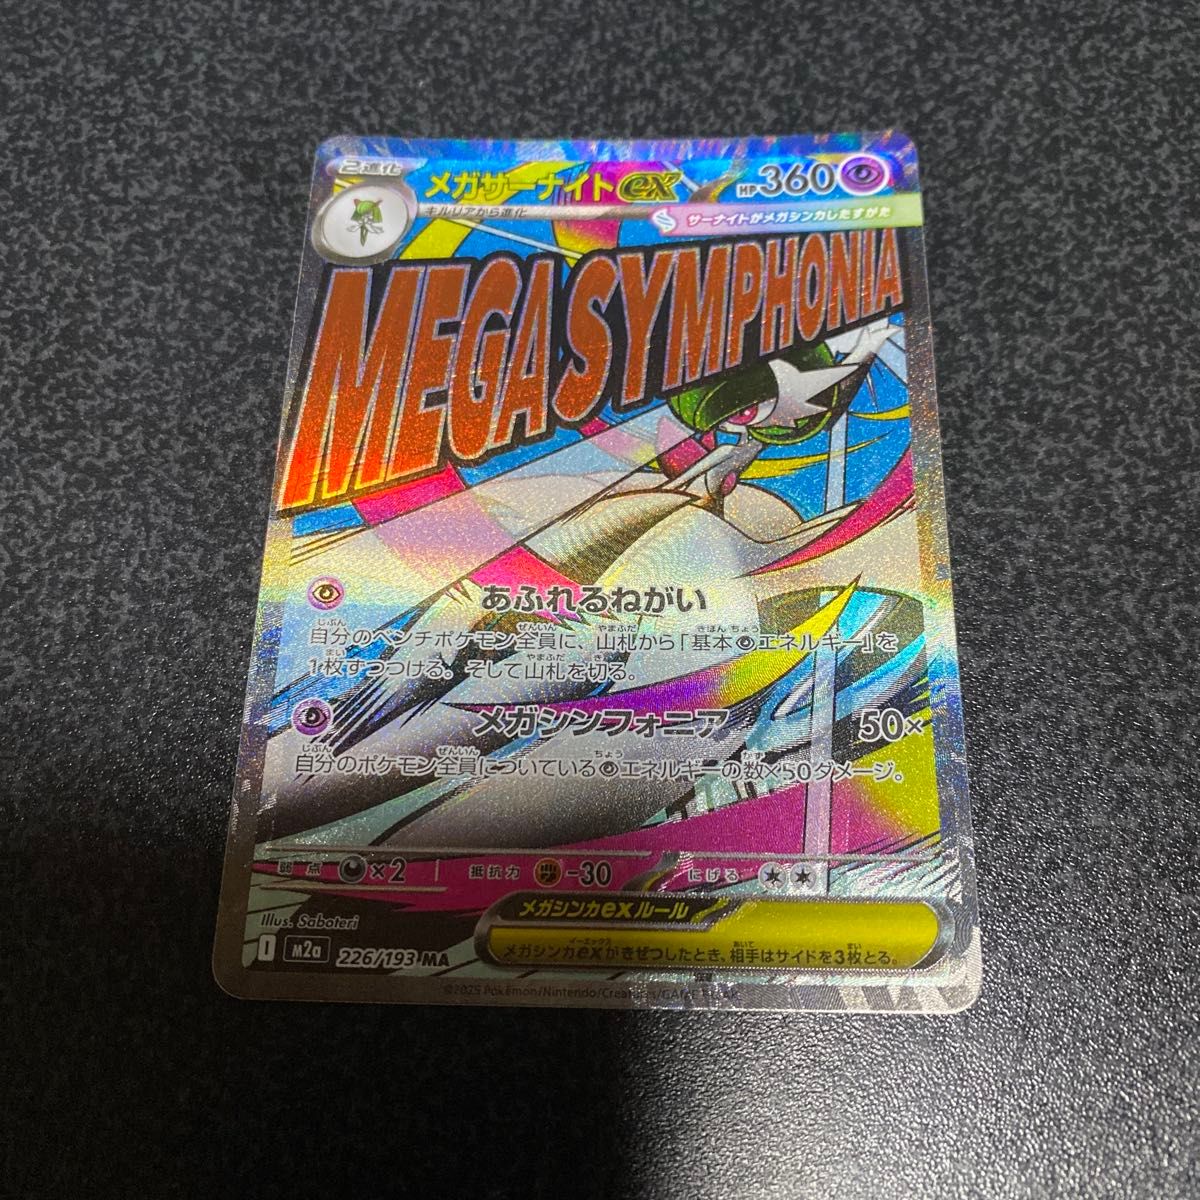 2進化
メガサーナイトex
HP360
キルリアから進化
サーナイトがメガシンカしたすがた
MEGA SYMPHONIA
あふれるねがい
自分のベンチポケモン全員に、山札から「基本エネルギー」を
1枚ずつつける。そして山札を切る。
メガシンフォニア 50×
自分のポケモン全員についているエネルギーの数×50ダメージ。
弱点 ×2 抵抗力 -30 にげる
Illus. Saboteri
メガシンカexルール
I M2a 226/193 MA
メガシンカexがきぜつしたとき、相手はサイドを3枚とる。
©2025 Pokémon/Nintendo/Creatures/GAME FREAK